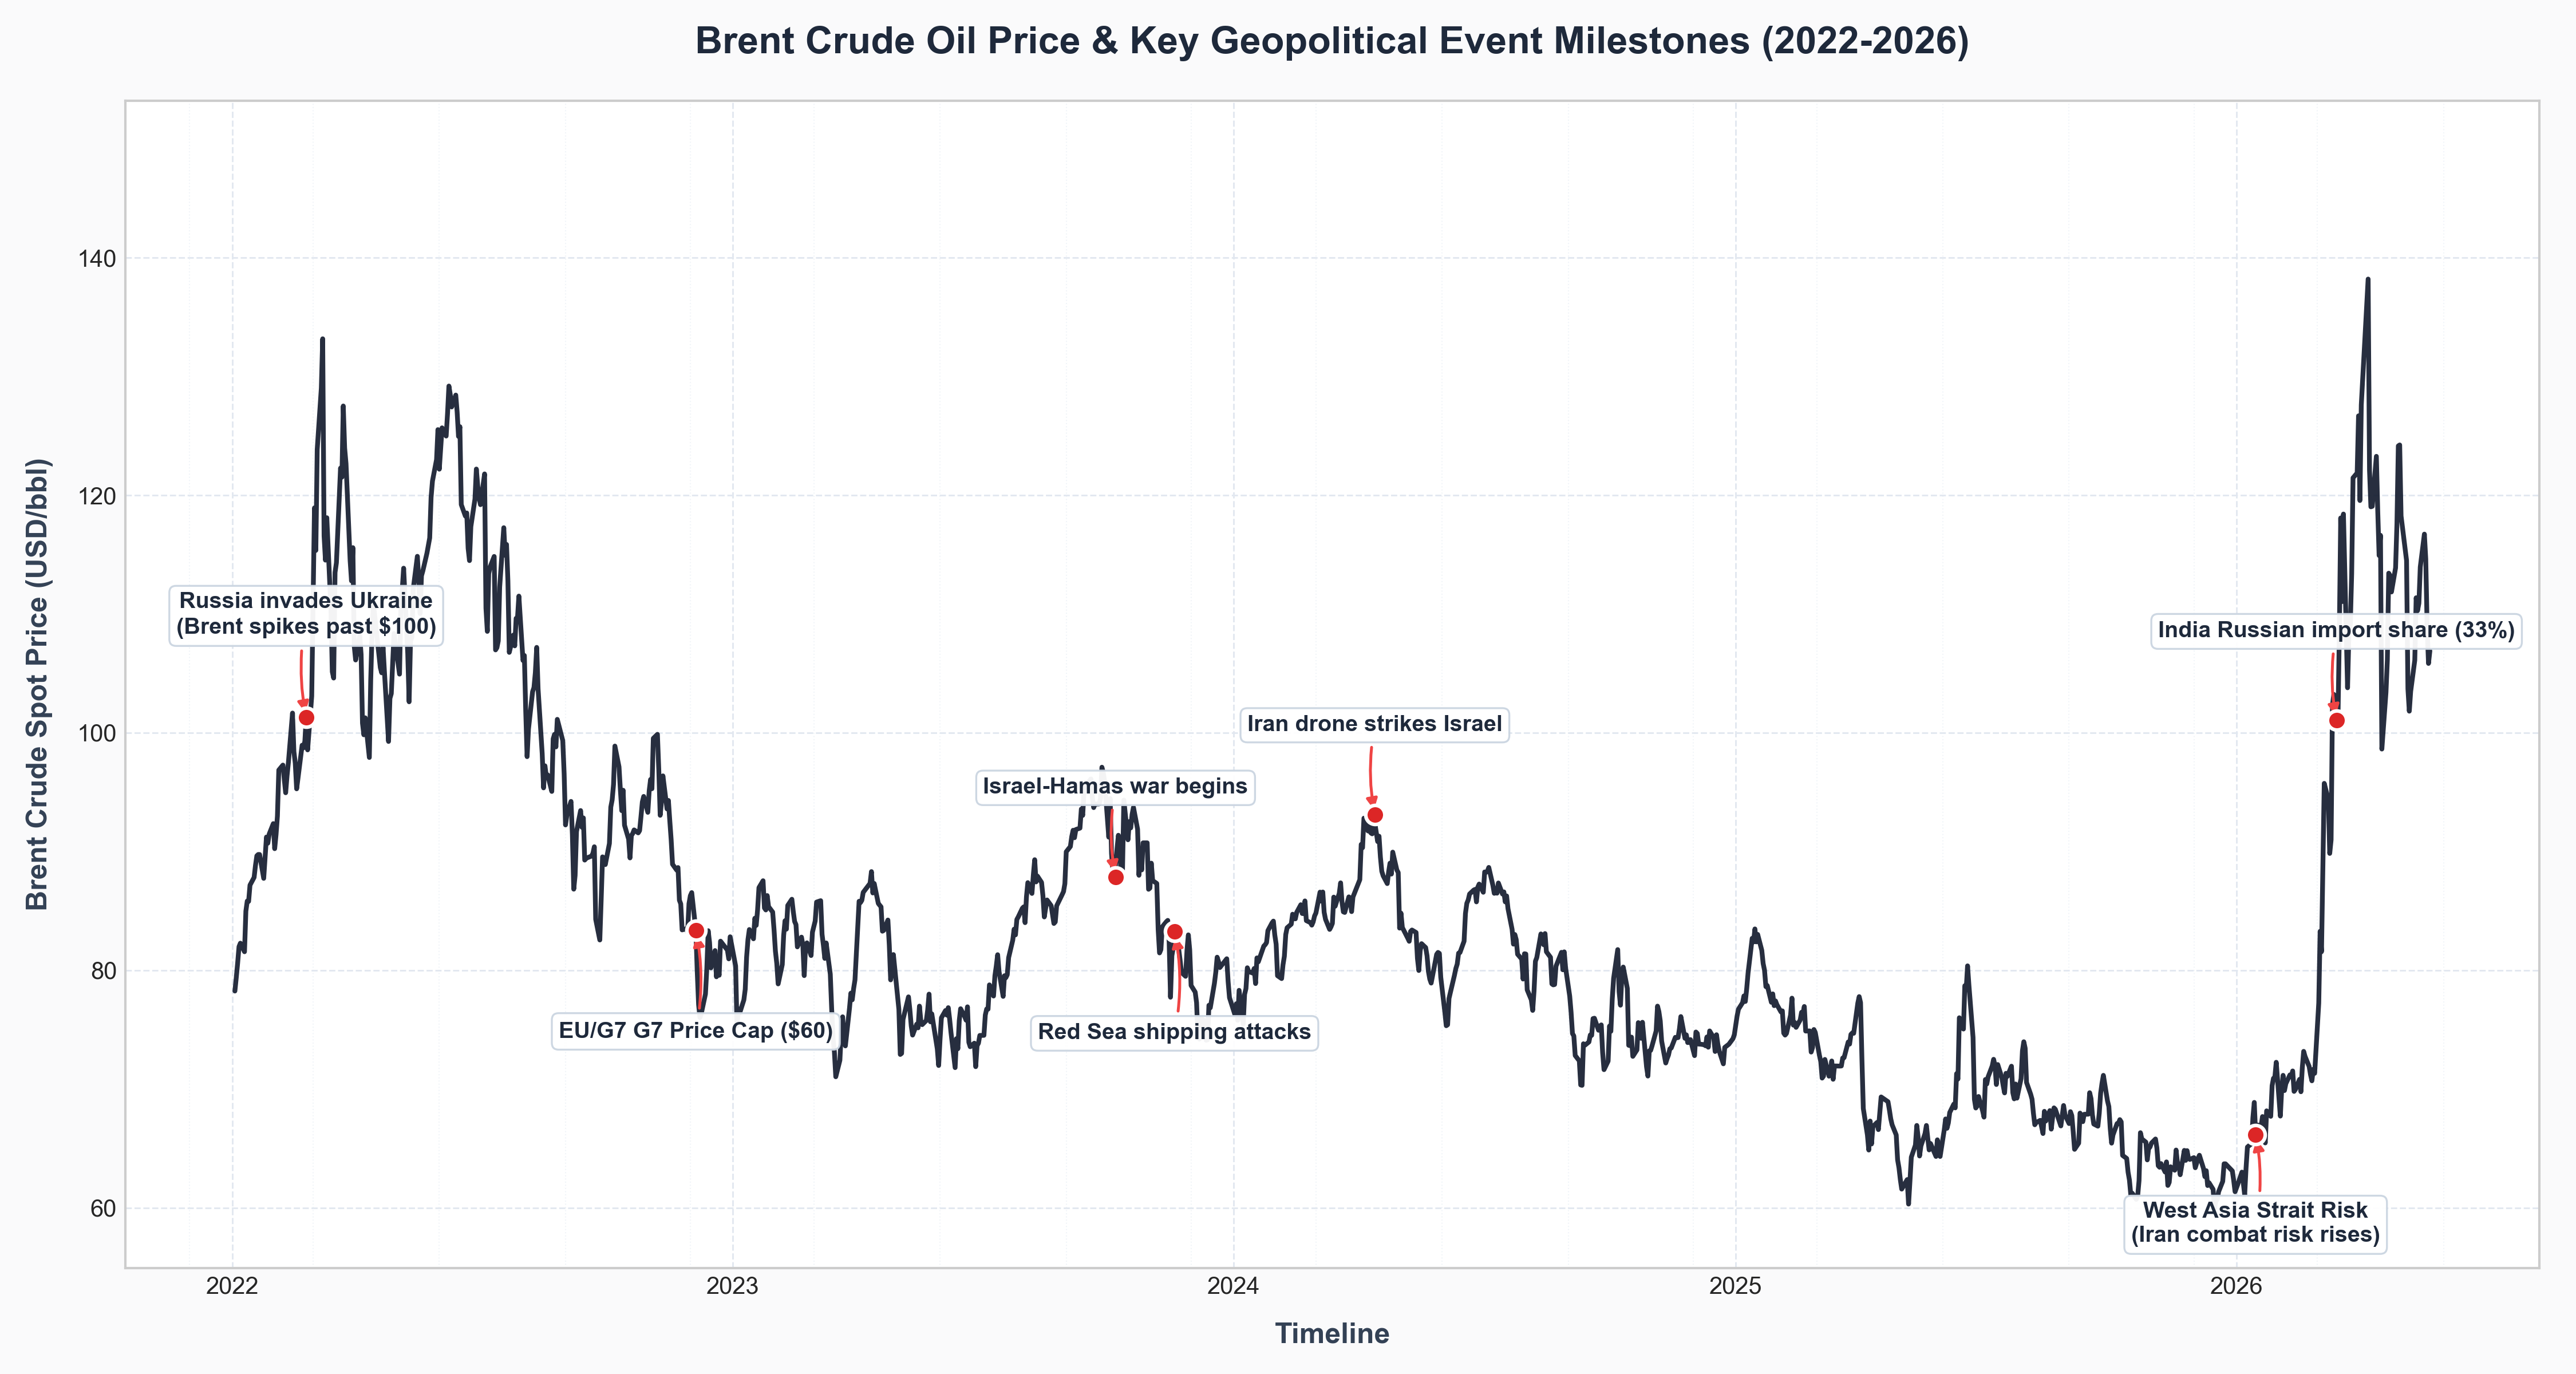 Brent Crude Oil Price & Key Geopolitical Event Milestones (2022-2026)
Brent Crude Spot Price (USD/bbl)
140
120
100
80
60
Russia invades Ukraine
(Brent spikes past $100)
India Russian import share (33%)
Iran drone strikes Israel
Israel-Hamas war begins
EU/G7 G7 Price Cap ($60)
Red Sea shipping attacks
West Asia Strait Risk
(Iran combat risk rises)
2022
2023
2024
2025
2026
Timeline